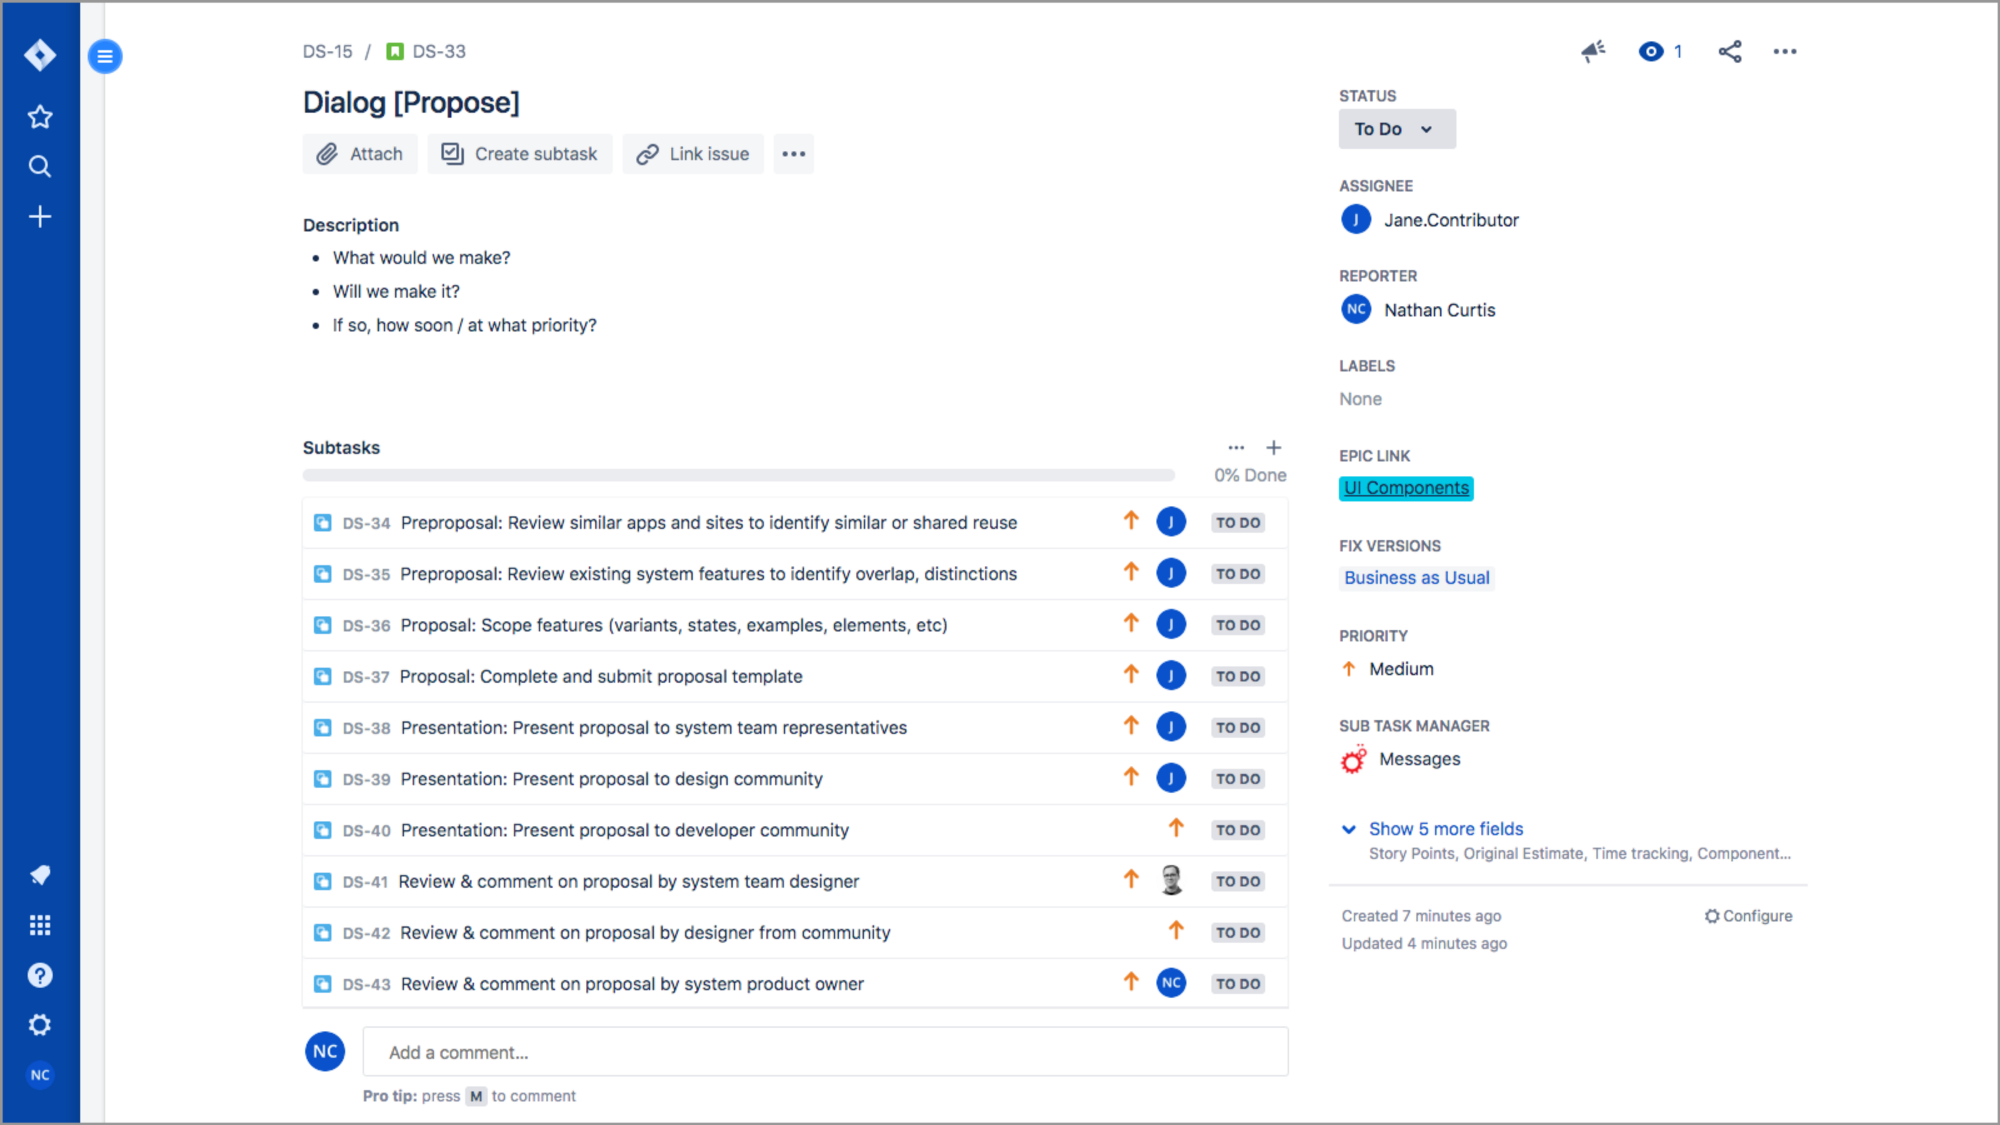 DS-15 / DS-33
1
Dialog [Propose]
Attach
Create subtask
Link issue
Description
• What would we make?
• Will we make it?
• If so, how soon / at what priority?
Subtasks
0% Done
DS-34 Preproposal: Review similar apps and sites to identify similar or shared reuse J TO DO
DS-35 Preproposal: Review existing system features to identify overlap, distinctions J TO DO
DS-36 Proposal: Scope features (variants, states, examples, elements, etc) J TO DO
DS-37 Proposal: Complete and submit proposal template J TO DO
DS-38 Presentation: Present proposal to system team representatives J TO DO
DS-39 Presentation: Present proposal to design community J TO DO
DS-40 Presentation: Present proposal to developer community TO DO
DS-41 Review & comment on proposal by system team designer TO DO
DS-42 Review & comment on proposal by designer from community TO DO
DS-43 Review & comment on proposal by system product owner NC TO DO
NC Add a comment...
Pro tip: press M to comment
STATUS
To Do
ASSIGNEE
J Jane.Contributor
REPORTER
NC Nathan Curtis
LABELS
None
EPIC LINK
UI Components
FIX VERSIONS
Business as Usual
PRIORITY
Medium
SUB TASK MANAGER
Messages
Show 5 more fields
Story Points, Original Estimate, Time tracking, Component...
Created 7 minutes ago
Configure
Updated 4 minutes ago
NC